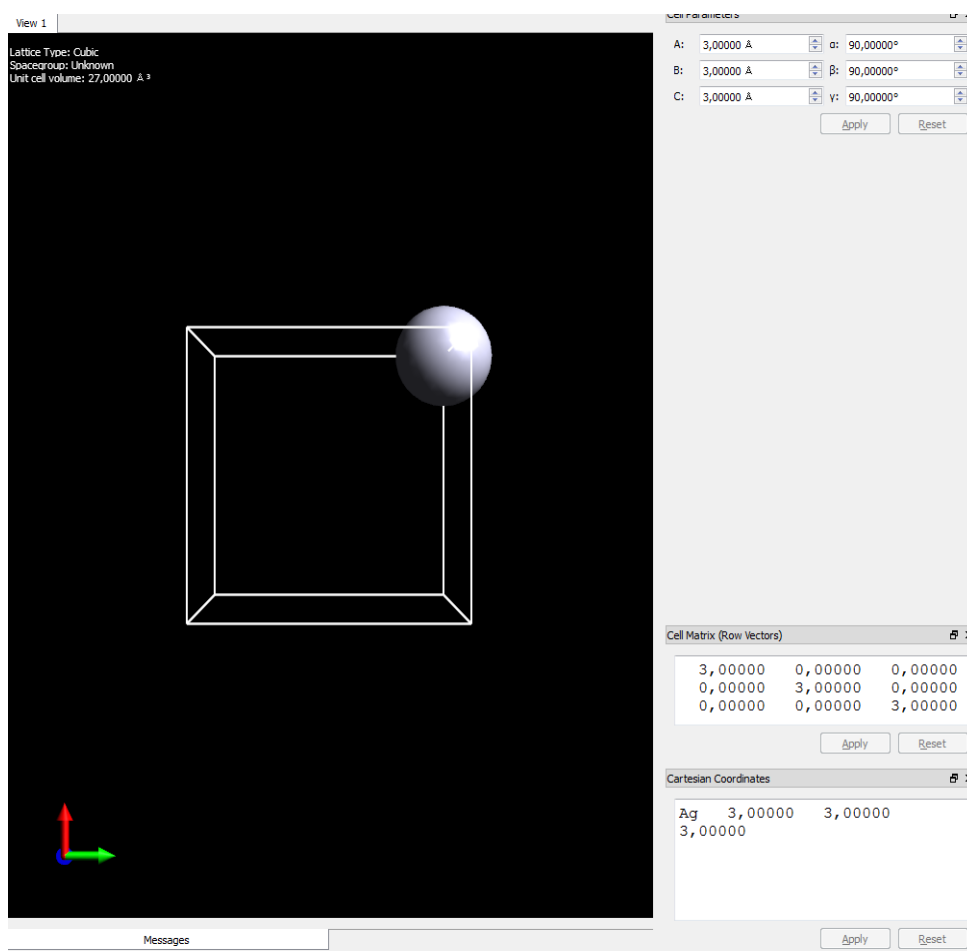 View 1
Cell Parameters
Lattice Type: Cubic
Spacegroup: Unknown
Unit cell volume: 27,00000 Å³
A: 3,00000 Å α: 90,00000°
B: 3,00000 Å β: 90,00000°
C: 3,00000 Å γ: 90,00000°
Apply Reset
Cell Matrix (Row Vectors)
3,00000 0,00000 0,00000
0,00000 3,00000 0,00000
0,00000 0,00000 3,00000
Apply Reset
Cartesian Coordinates
Ag 3,00000 3,00000
3,00000
Messages
Apply Reset